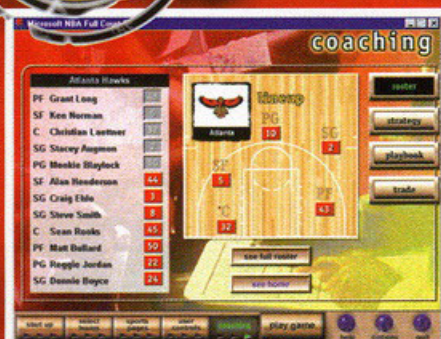 Microsoft NBA Full Court
coaching
Atlanta Hawks
PF Grant Long
SF Ken Norman
C Christian Laettner
SG Stacey Augmon
PG Mookie Blaylock
SF Alan Henderson 44
SG Craig Ehlo 3
SG Steve Smith 8
C Sean Rooks 45
PF Matt Bullard 50
PG Reggie Jordan 22
SG Donnie Boyce 24
Atlanta
lineup
PG
10
SG
2
SF
5
PF
43
C
32
see full roster
see bome
roster
strategy
playbook
trade
start up
select teams
sports pages
user controls
coaching
play game
help
quit